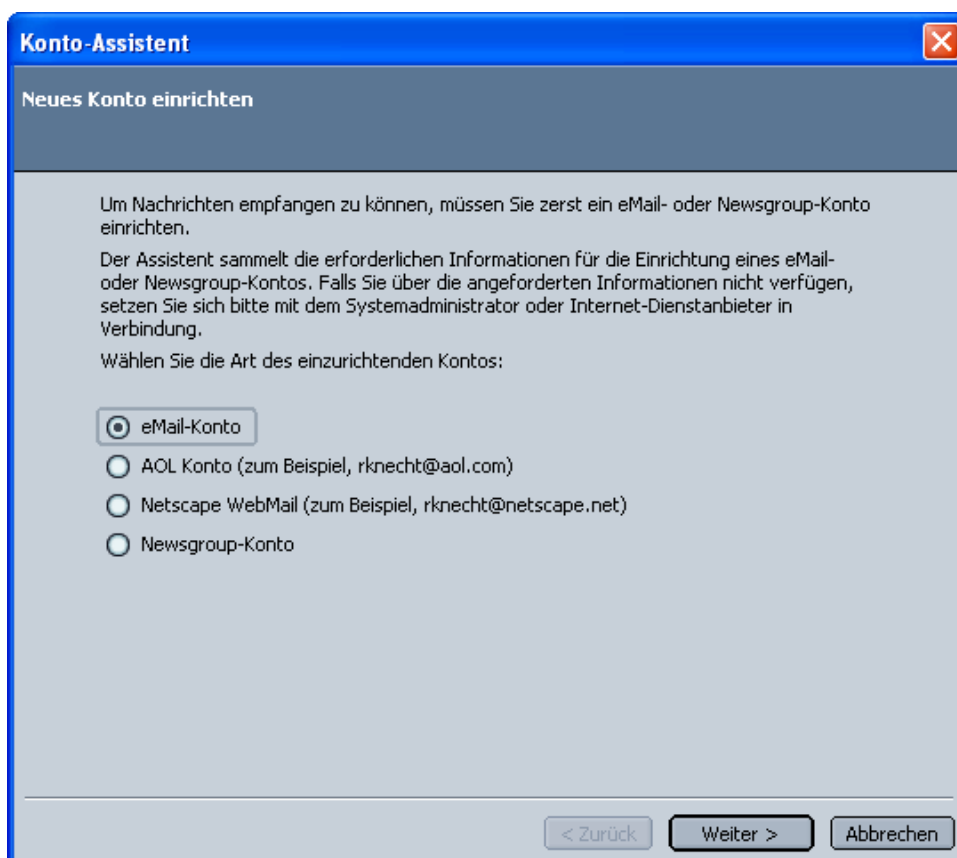 Konto-Assistent
Neues Konto einrichten
Um Nachrichten empfangen zu können, müssen Sie zerst ein eMail- oder Newsgroup-Konto
einrichten.
Der Assistent sammelt die erforderlichen Informationen für die Einrichtung eines eMail-
oder Newsgroup-Kontos. Falls Sie über die angeforderten Informationen nicht verfügen,
setzen Sie sich bitte mit dem Systemadministrator oder Internet-Dienstanbieter in
Verbindung.
Wählen Sie die Art des einzurichtenden Kontos:
eMail-Konto
AOL Konto (zum Beispiel, rknecht@aol.com)
Netscape WebMail (zum Beispiel, rknecht@netscape.net)
Newsgroup-Konto
< Zurück Weiter > Abbrechen